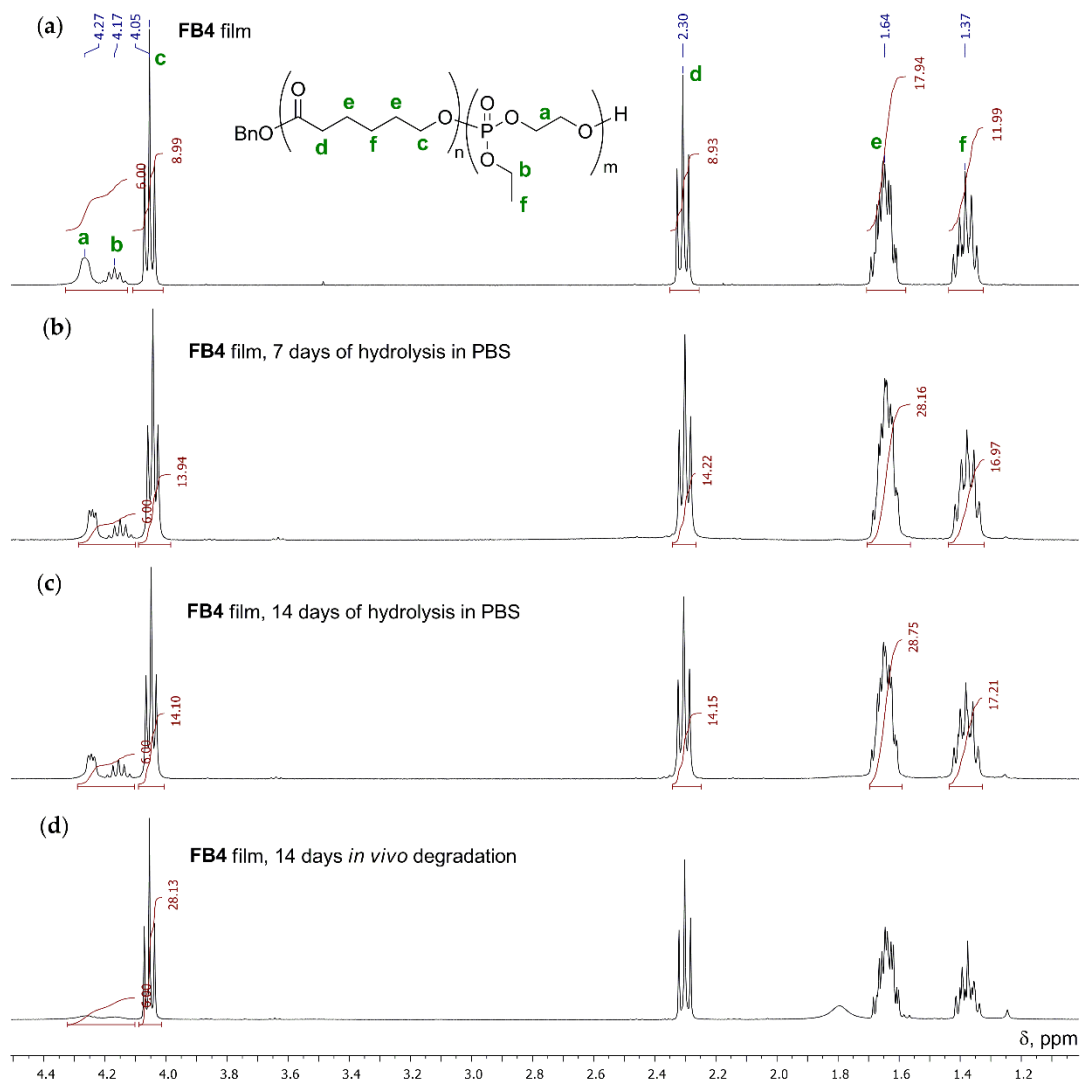 (a)
FB4 film
4.27
4.17
4.05
2.30
1.64
1.37
c
d
e
f
a
b
6.00
8.99
8.93
17.94
11.99
O
e
e
O
O
a
BnO
P
O
O
H
d
f
c
n
O
m
b
f
(b)
FB4 film, 7 days of hydrolysis in PBS
6.00
13.94
14.22
28.16
16.97
(c)
FB4 film, 14 days of hydrolysis in PBS
6.00
14.10
14.15
28.75
17.21
(d)
FB4 film, 14 days in vivo degradation
6.00
28.13
δ, ppm
4.4 4.2 4.0 3.8 3.6 3.4 3.2 3.0 2.8 2.6 2.4 2.2 2.0 1.8 1.6 1.4 1.2